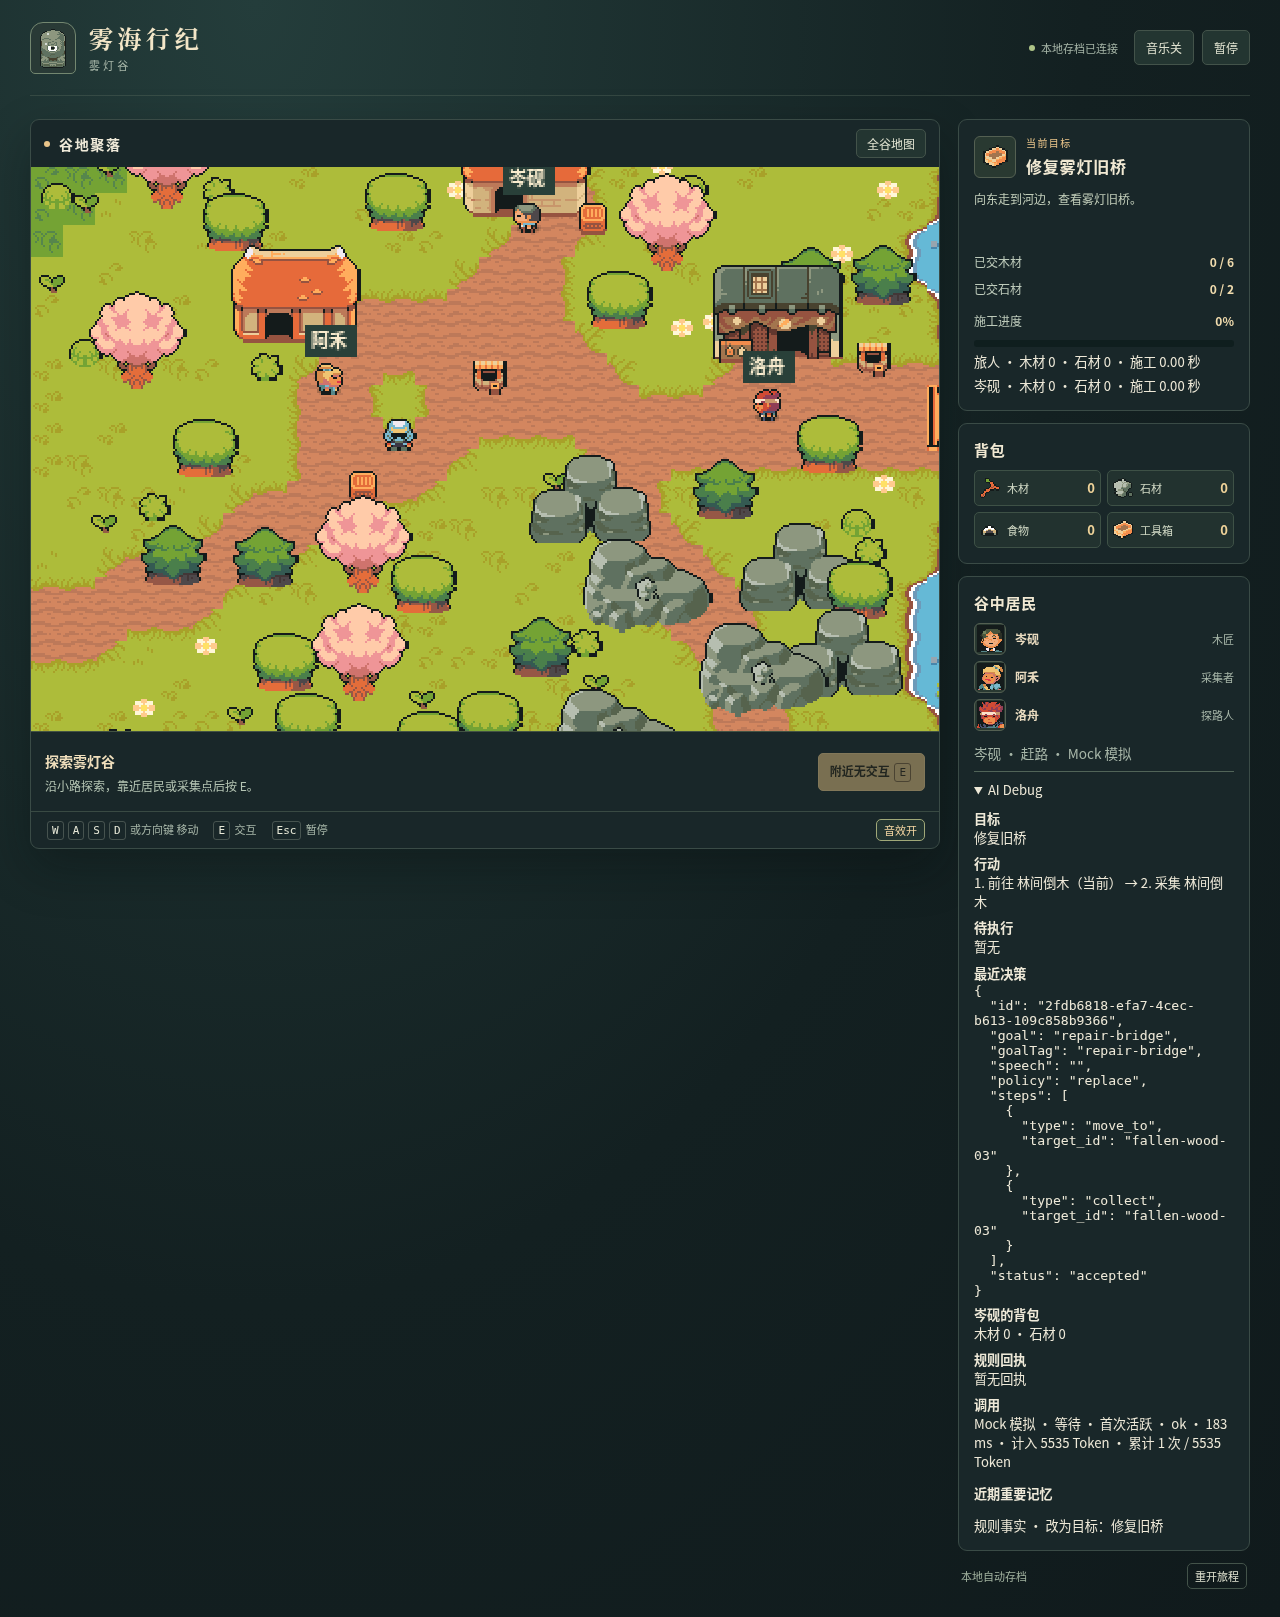 雾海行纪
雾灯谷
本地存档已连接
音乐关
暂停
谷地聚落
全谷地图
岑砚
阿禾
洛舟
探索雾灯谷
沿小路探索，靠近居民或采集点后按 E。
附近无交互 E
W A S D 或方向键 移动 E 交互 Esc 暂停
音效开
当前目标
修复雾灯旧桥
向东走到河边，查看雾灯旧桥。
已交木材 0 / 6
已交石材 0 / 2
施工进度 0%
旅人 · 木材 0 · 石材 0 · 施工 0.00 秒
岑砚 · 木材 0 · 石材 0 · 施工 0.00 秒
背包
木材 0 石材 0
食物 0 工具箱 0
谷中居民
岑砚 木匠
阿禾 采集者
洛舟 探路人
岑砚 · 赶路 · Mock 模拟
▼ AI Debug
目标
修复旧桥
行动
1. 前往 林间倒木（当前） → 2. 采集 林间倒
木
待执行
暂无
最近决策
{
  "id": "2fdb6818-efa7-4cec-
b613-109c858b9366",
  "goal": "repair-bridge",
  "goalTag": "repair-bridge",
  "speech": "",
  "policy": "replace",
  "steps": [
    {
      "type": "move_to",
      "target_id": "fallen-wood-
03"
    },
    {
      "type": "collect",
      "target_id": "fallen-wood-
03"
    }
  ],
  "status": "accepted"
}
岑砚的背包
木材 0 · 石材 0
规则回执
暂无回执
调用
Mock 模拟 · 等待 · 首次活跃 · ok · 183
ms · 计入 5535 Token · 累计 1 次 / 5535
Token
近期重要记忆
规则事实 · 改为目标：修复旧桥
本地自动存档
重开旅程